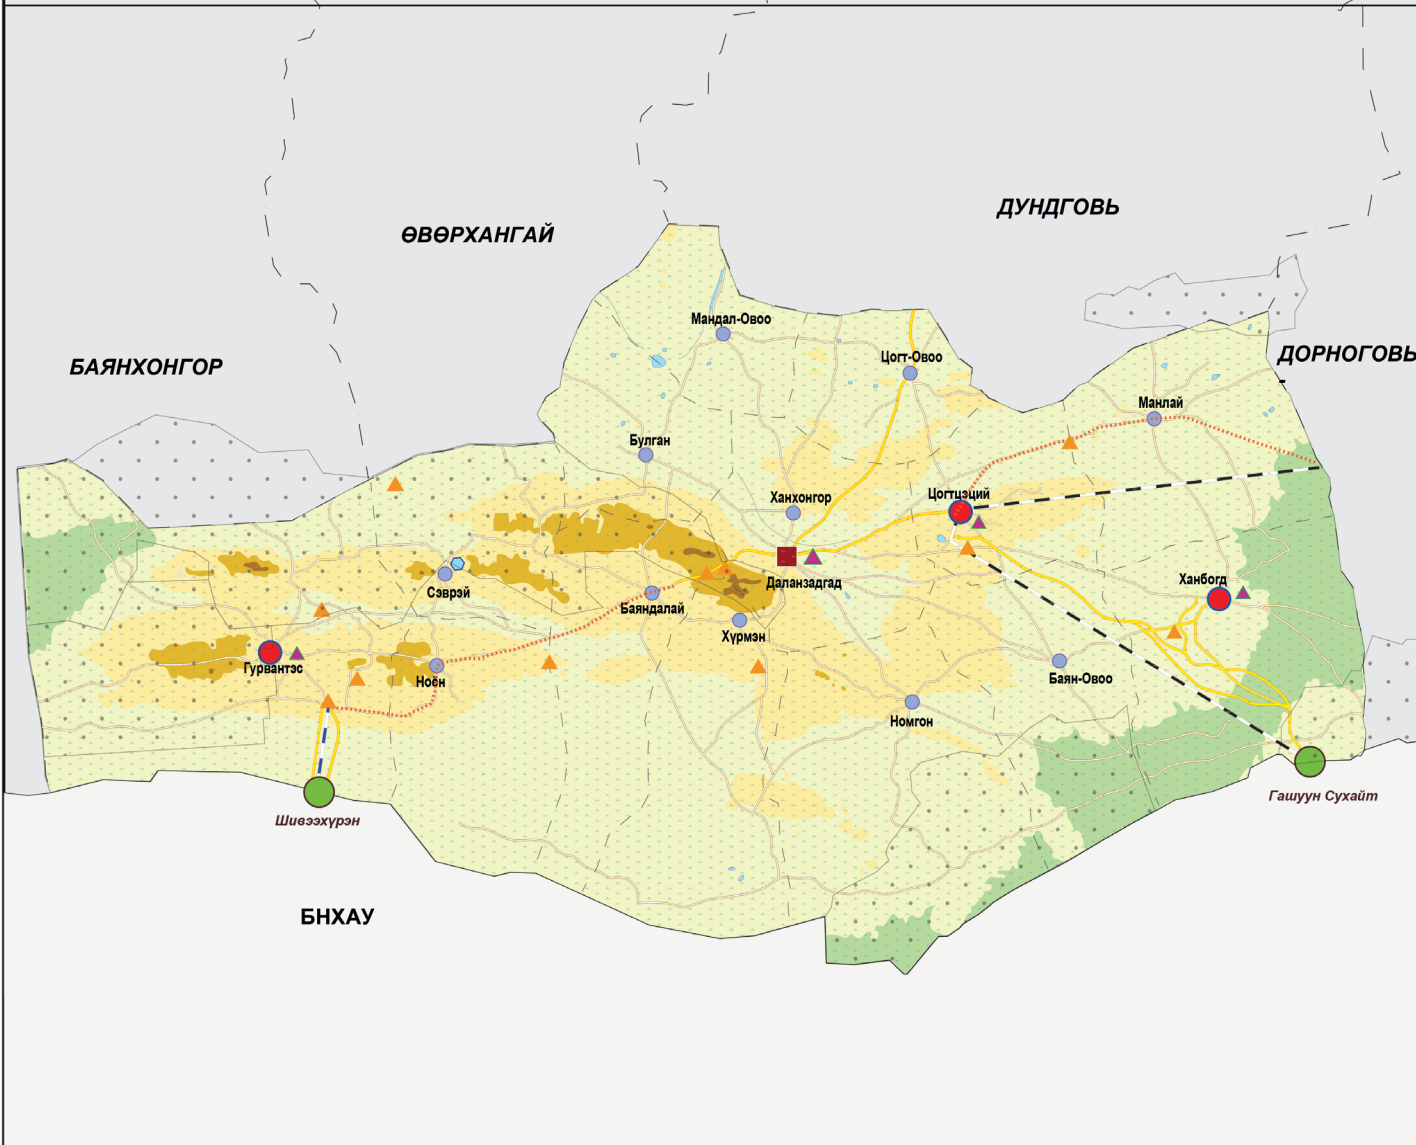 ДУНДГОВЬ
ӨВӨРХАНГАЙ
Мандал-Овоо
Цогт-Овоо
ДОРНОГОВЬ
БАЯНХОНГОР
Манлай
Булган
Ханхонгор
Цогтцэций
Даланзадгад
Ханбогд
Сэврэй
Баяндалай
Хүрмэн
Гурвантэс
Ноён
Баян-Овоо
Номгон
Гашуун Сухайт
Шивээхүрэн
БНХАУ